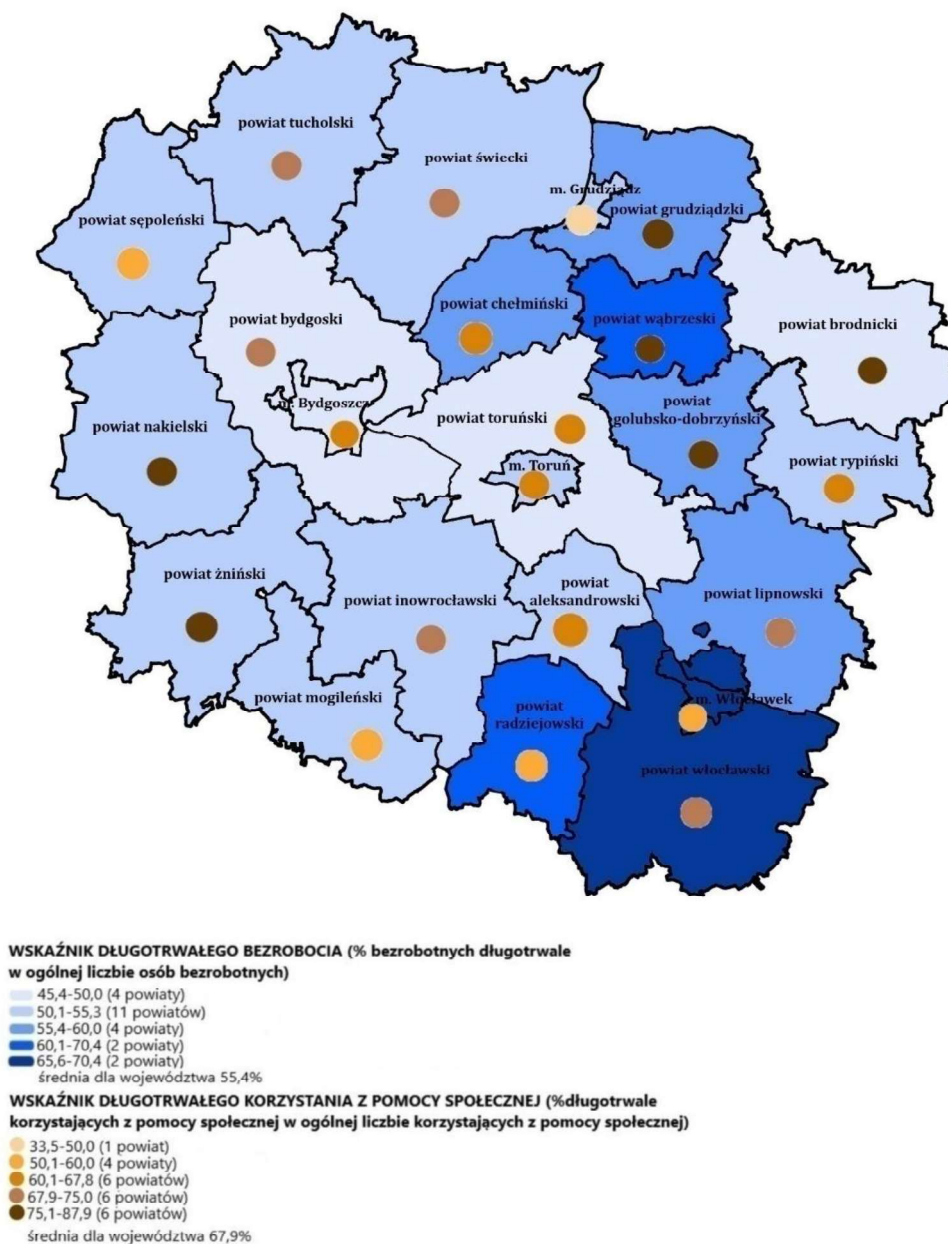 powiat tucholski
powiat świecki
m. Grudziądz
powiat grudziądzki
powiat sępoleński
powiat chełmiński
powiat bydgoski
powiat wąbrzeski
powiat brodnicki
m. Bydgoszcz
powiat nakielski
powiat toruński
powiat
golubsko-dobrzyński
m. Toruń
powiat rypiński
powiat żniński
powiat inowrocławski
powiat
aleksandrowski
powiat lipnowski
powiat mogileński
powiat
radziejowski
m. Włocławek
powiat włocławski
WSKAŹNIK DŁUGOTRWAŁEGO BEZROBOCIA (% bezrobotnych długotrwale
w ogólnej liczbie osób bezrobotnych)
45,4-50,0 (4 powiaty)
50,1-55,3 (11 powiatów)
55,4-60,0 (4 powiaty)
60,1-70,4 (2 powiaty)
65,6-70,4 (2 powiaty)
średnia dla województwa 55,4%
WSKAŹNIK DŁUGOTRWAŁEGO KORZYSTANIA Z POMOCY SPOŁECZNEJ (%długotrwale
korzystających z pomocy społecznej w ogólnej liczbie korzystających z pomocy społecznej)
33,5-50,0 (1 powiat)
50,1-60,0 (4 powiaty)
60,1-67,8 (6 powiatów)
67,9-75,0 (6 powiatów)
75,1-87,9 (6 powiatów)
średnia dla województwa 67,9%